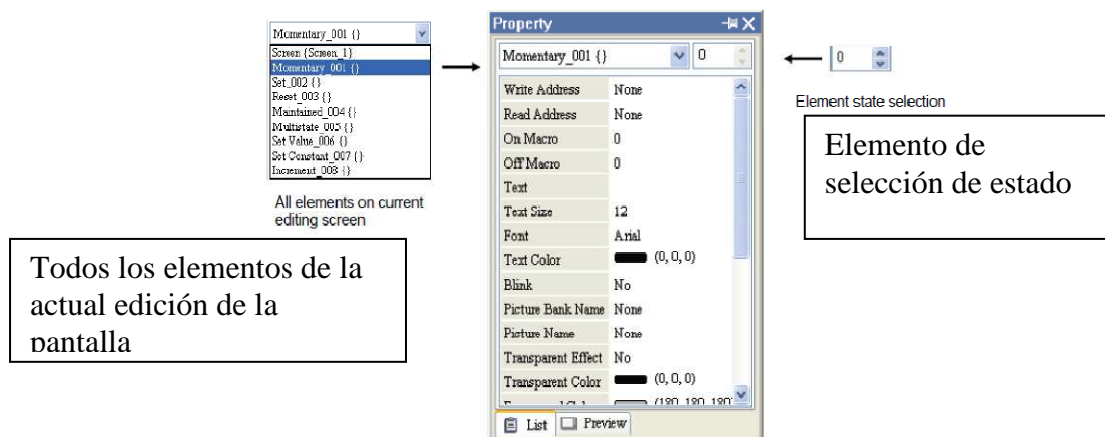 Momentary_001 {}
Screen {Screen_1}
Momentary_001 {}
Set_002 {}
Reset_003 {}
Maintained_004 {}
Multistate_005 {}
Set Value_006 {}
Set Constant_007 {}
Increment_008 {}
All elements on current
editing screen
Todos los elementos de la
actual edición de la
pantalla
Property
Momentary_001 {} 0
Write Address None
Read Address None
On Macro 0
Off Macro 0
Text
Text Size 12
Font Arial
Text Color (0, 0, 0)
Blink No
Picture Bank Name None
Picture Name None
Transparent Effect No
Transparent Color (0, 0, 0)
(180, 180, 180)
List Preview
0
Element state selection
Elemento de
selección de estado